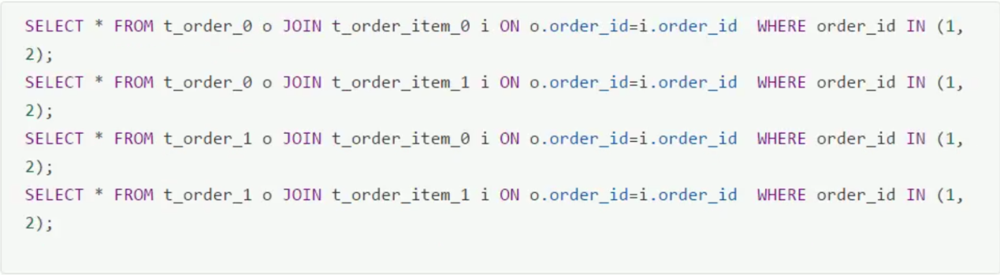 SELECT * FROM t_order_0 o JOIN t_order_item_0 i ON o.order_id=i.order_id  WHERE order_id IN (1,
2);
SELECT * FROM t_order_0 o JOIN t_order_item_1 i ON o.order_id=i.order_id  WHERE order_id IN (1,
2);
SELECT * FROM t_order_1 o JOIN t_order_item_0 i ON o.order_id=i.order_id  WHERE order_id IN (1,
2);
SELECT * FROM t_order_1 o JOIN t_order_item_1 i ON o.order_id=i.order_id  WHERE order_id IN (1,
2);